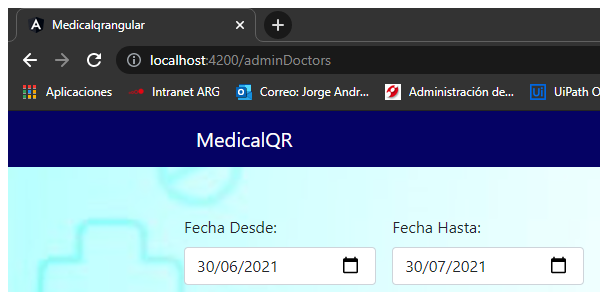 Medicalqrangular
localhost:4200/adminDoctors
Aplicaciones Intranet ARG Correo: Jorge Andr... Administración de... UiPath O
MedicalQR
Fecha Desde: Fecha Hasta:
30/06/2021 30/07/2021